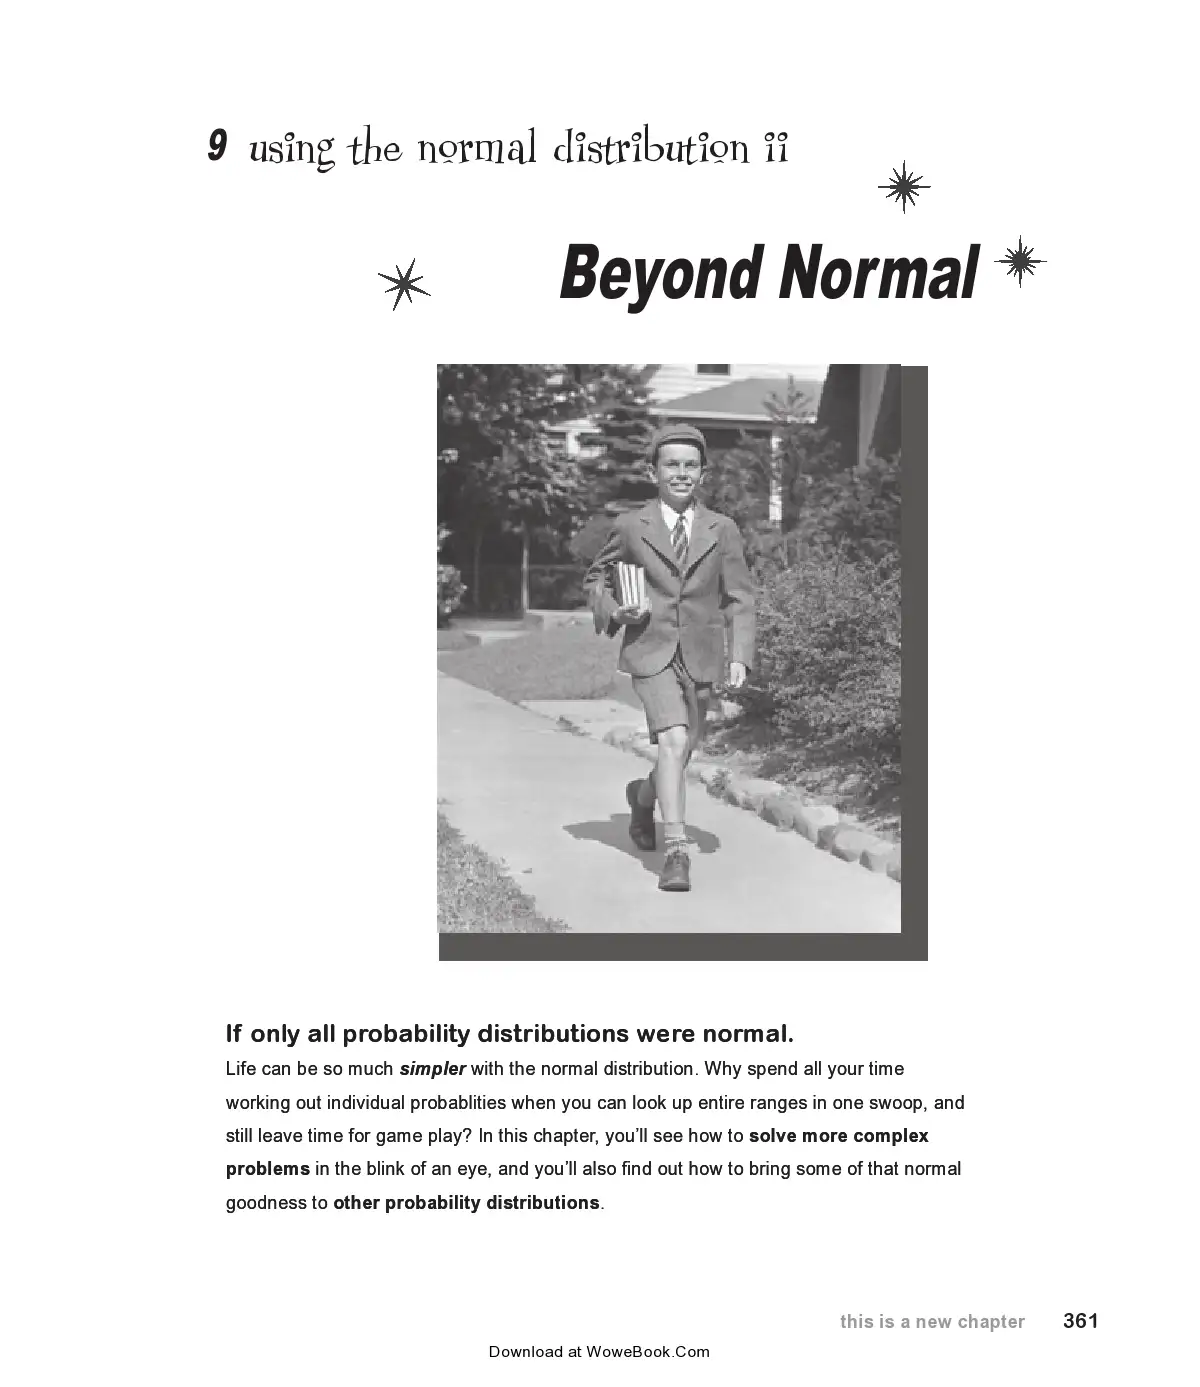 9 using the normal distribution ii
Beyond Normal
If only all probability distributions were normal.
Life can be so much simpler with the normal distribution. Why spend all your time
working out individual probablities when you can look up entire ranges in one swoop, and
still leave time for game play? In this chapter, you’ll see how to solve more complex
problems in the blink of an eye, and you’ll also find out how to bring some of that normal
goodness to other probability distributions.
this is a new chapter 361
Download at WoweBook.Com